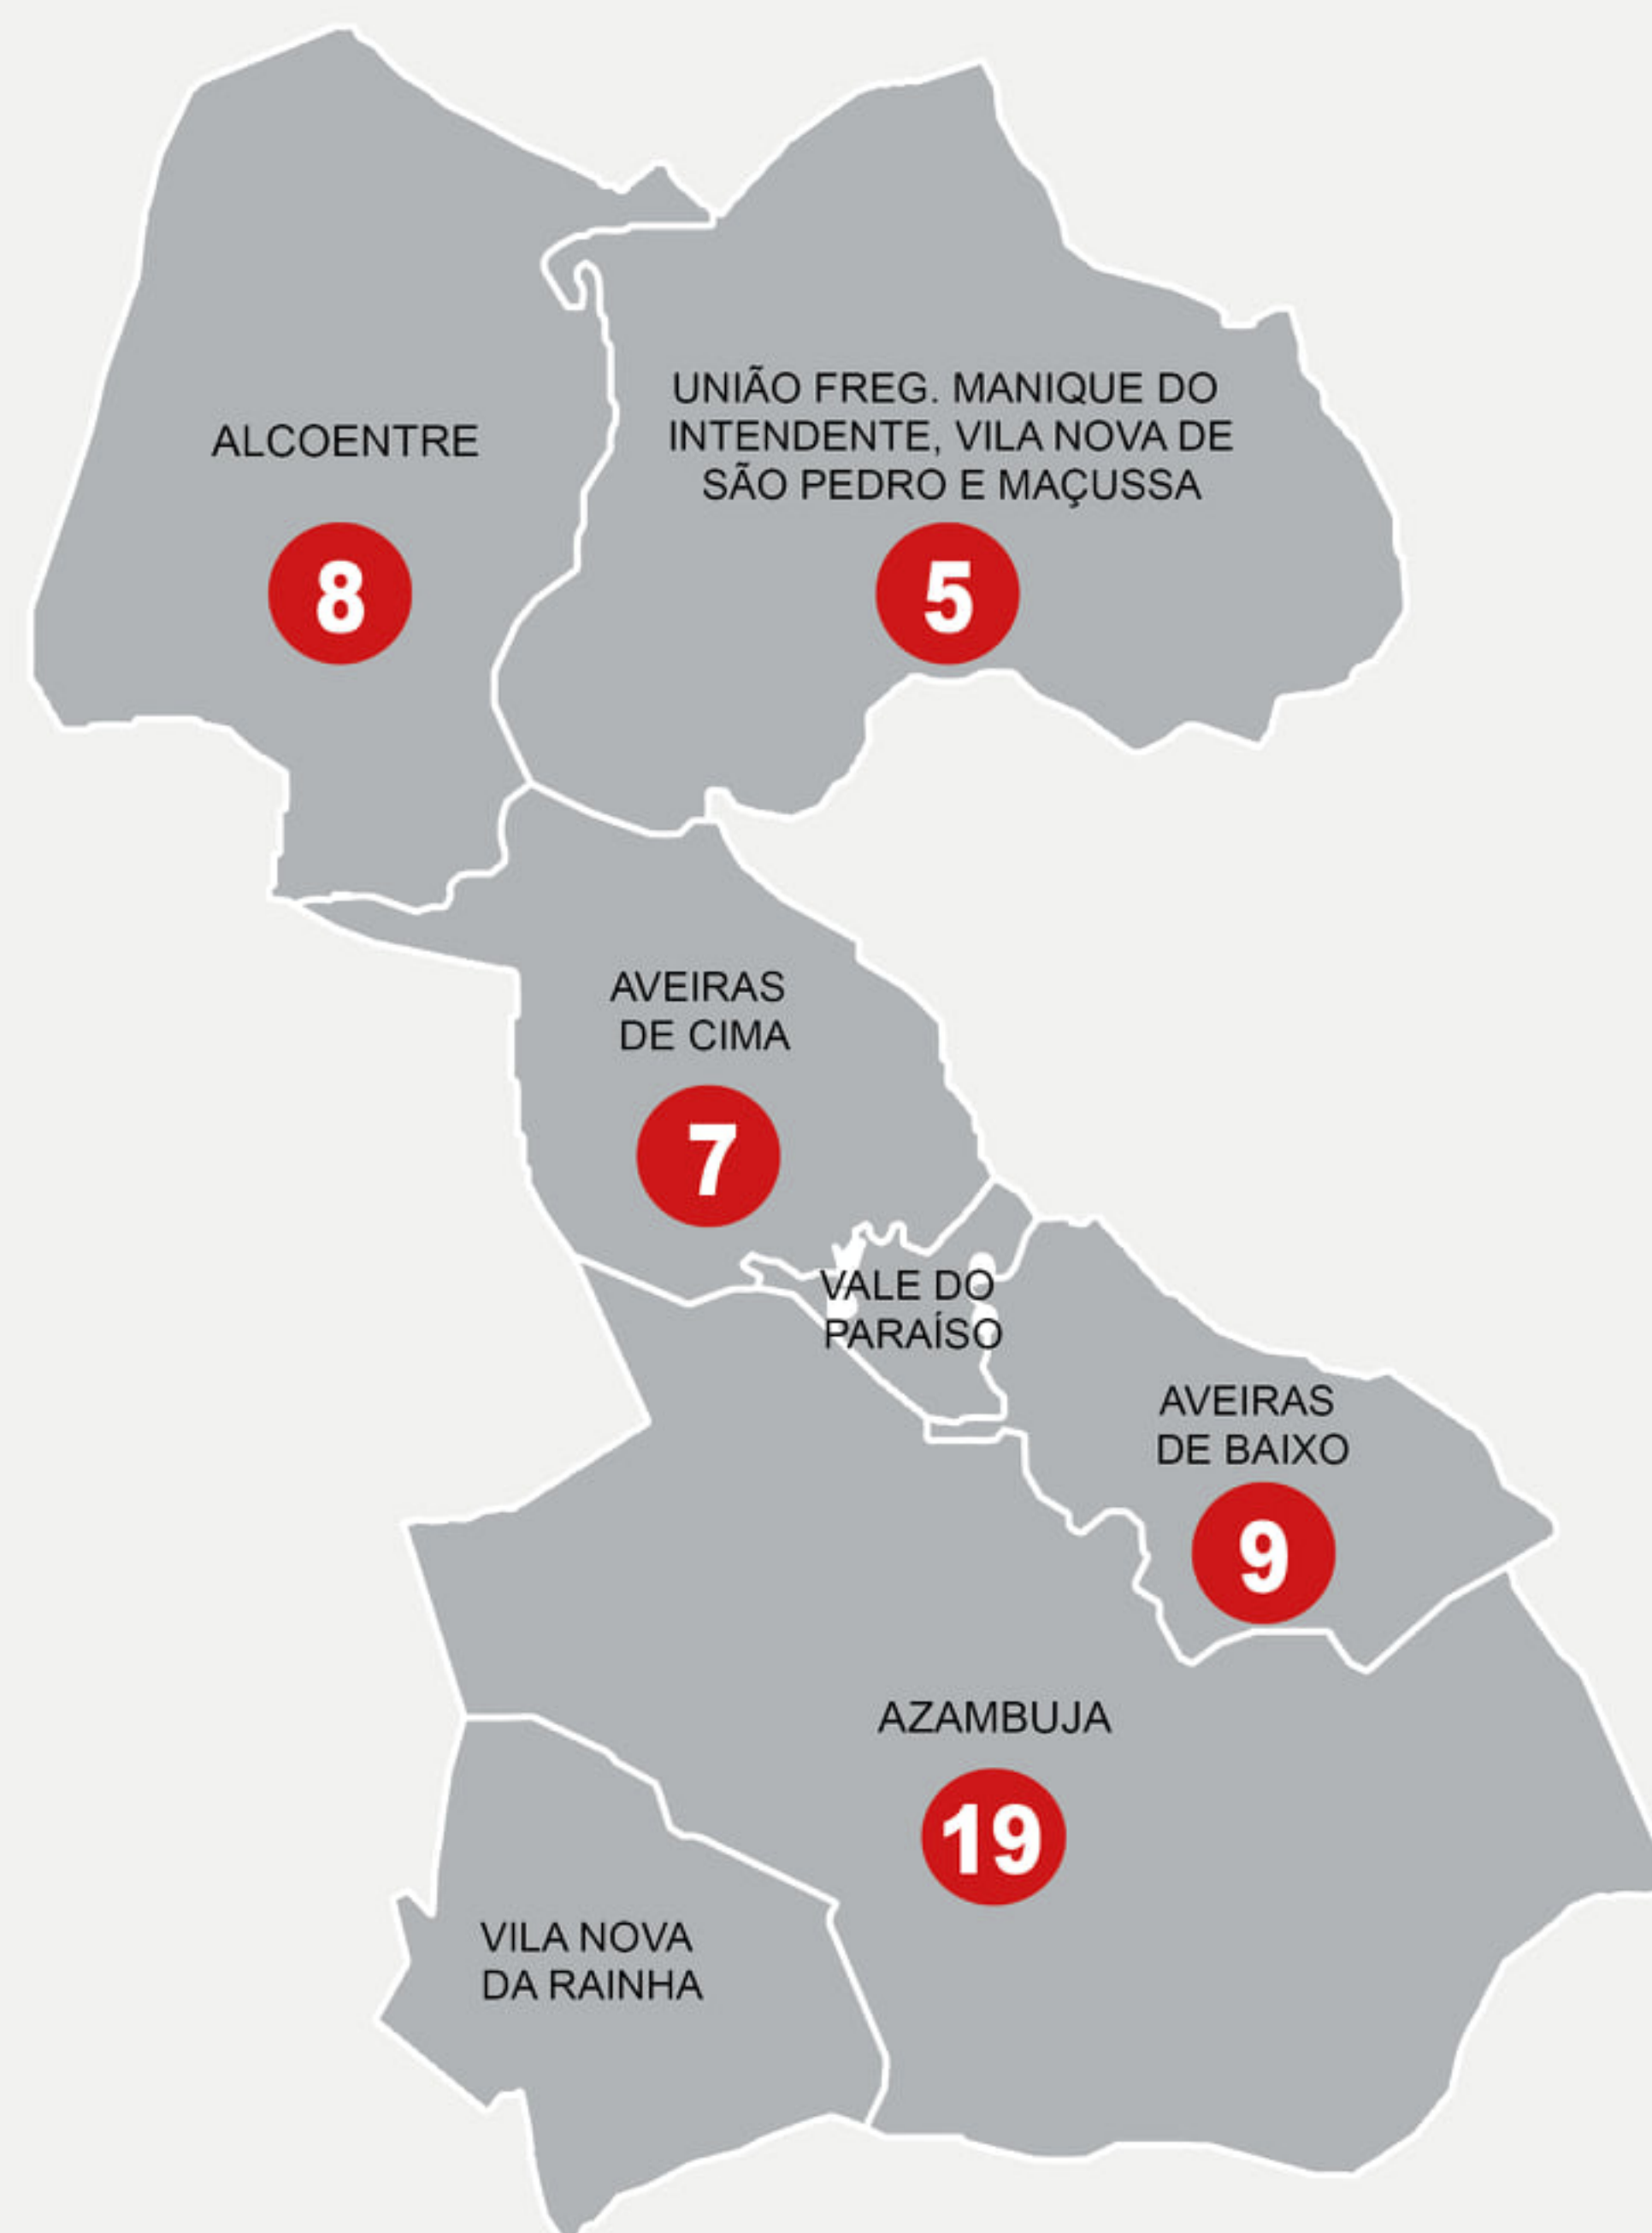 UNIÃO FREG. MANIQUE DO
INTENDENTE, VILA NOVA DE
SÃO PEDRO E MAÇUSSA
5
ALCOENTRE
8
AVEIRAS
DE CIMA
7
VALE DO
PARAÍSO
AVEIRAS
DE BAIXO
9
AZAMBUJA
19
VILA NOVA
DA RAINHA